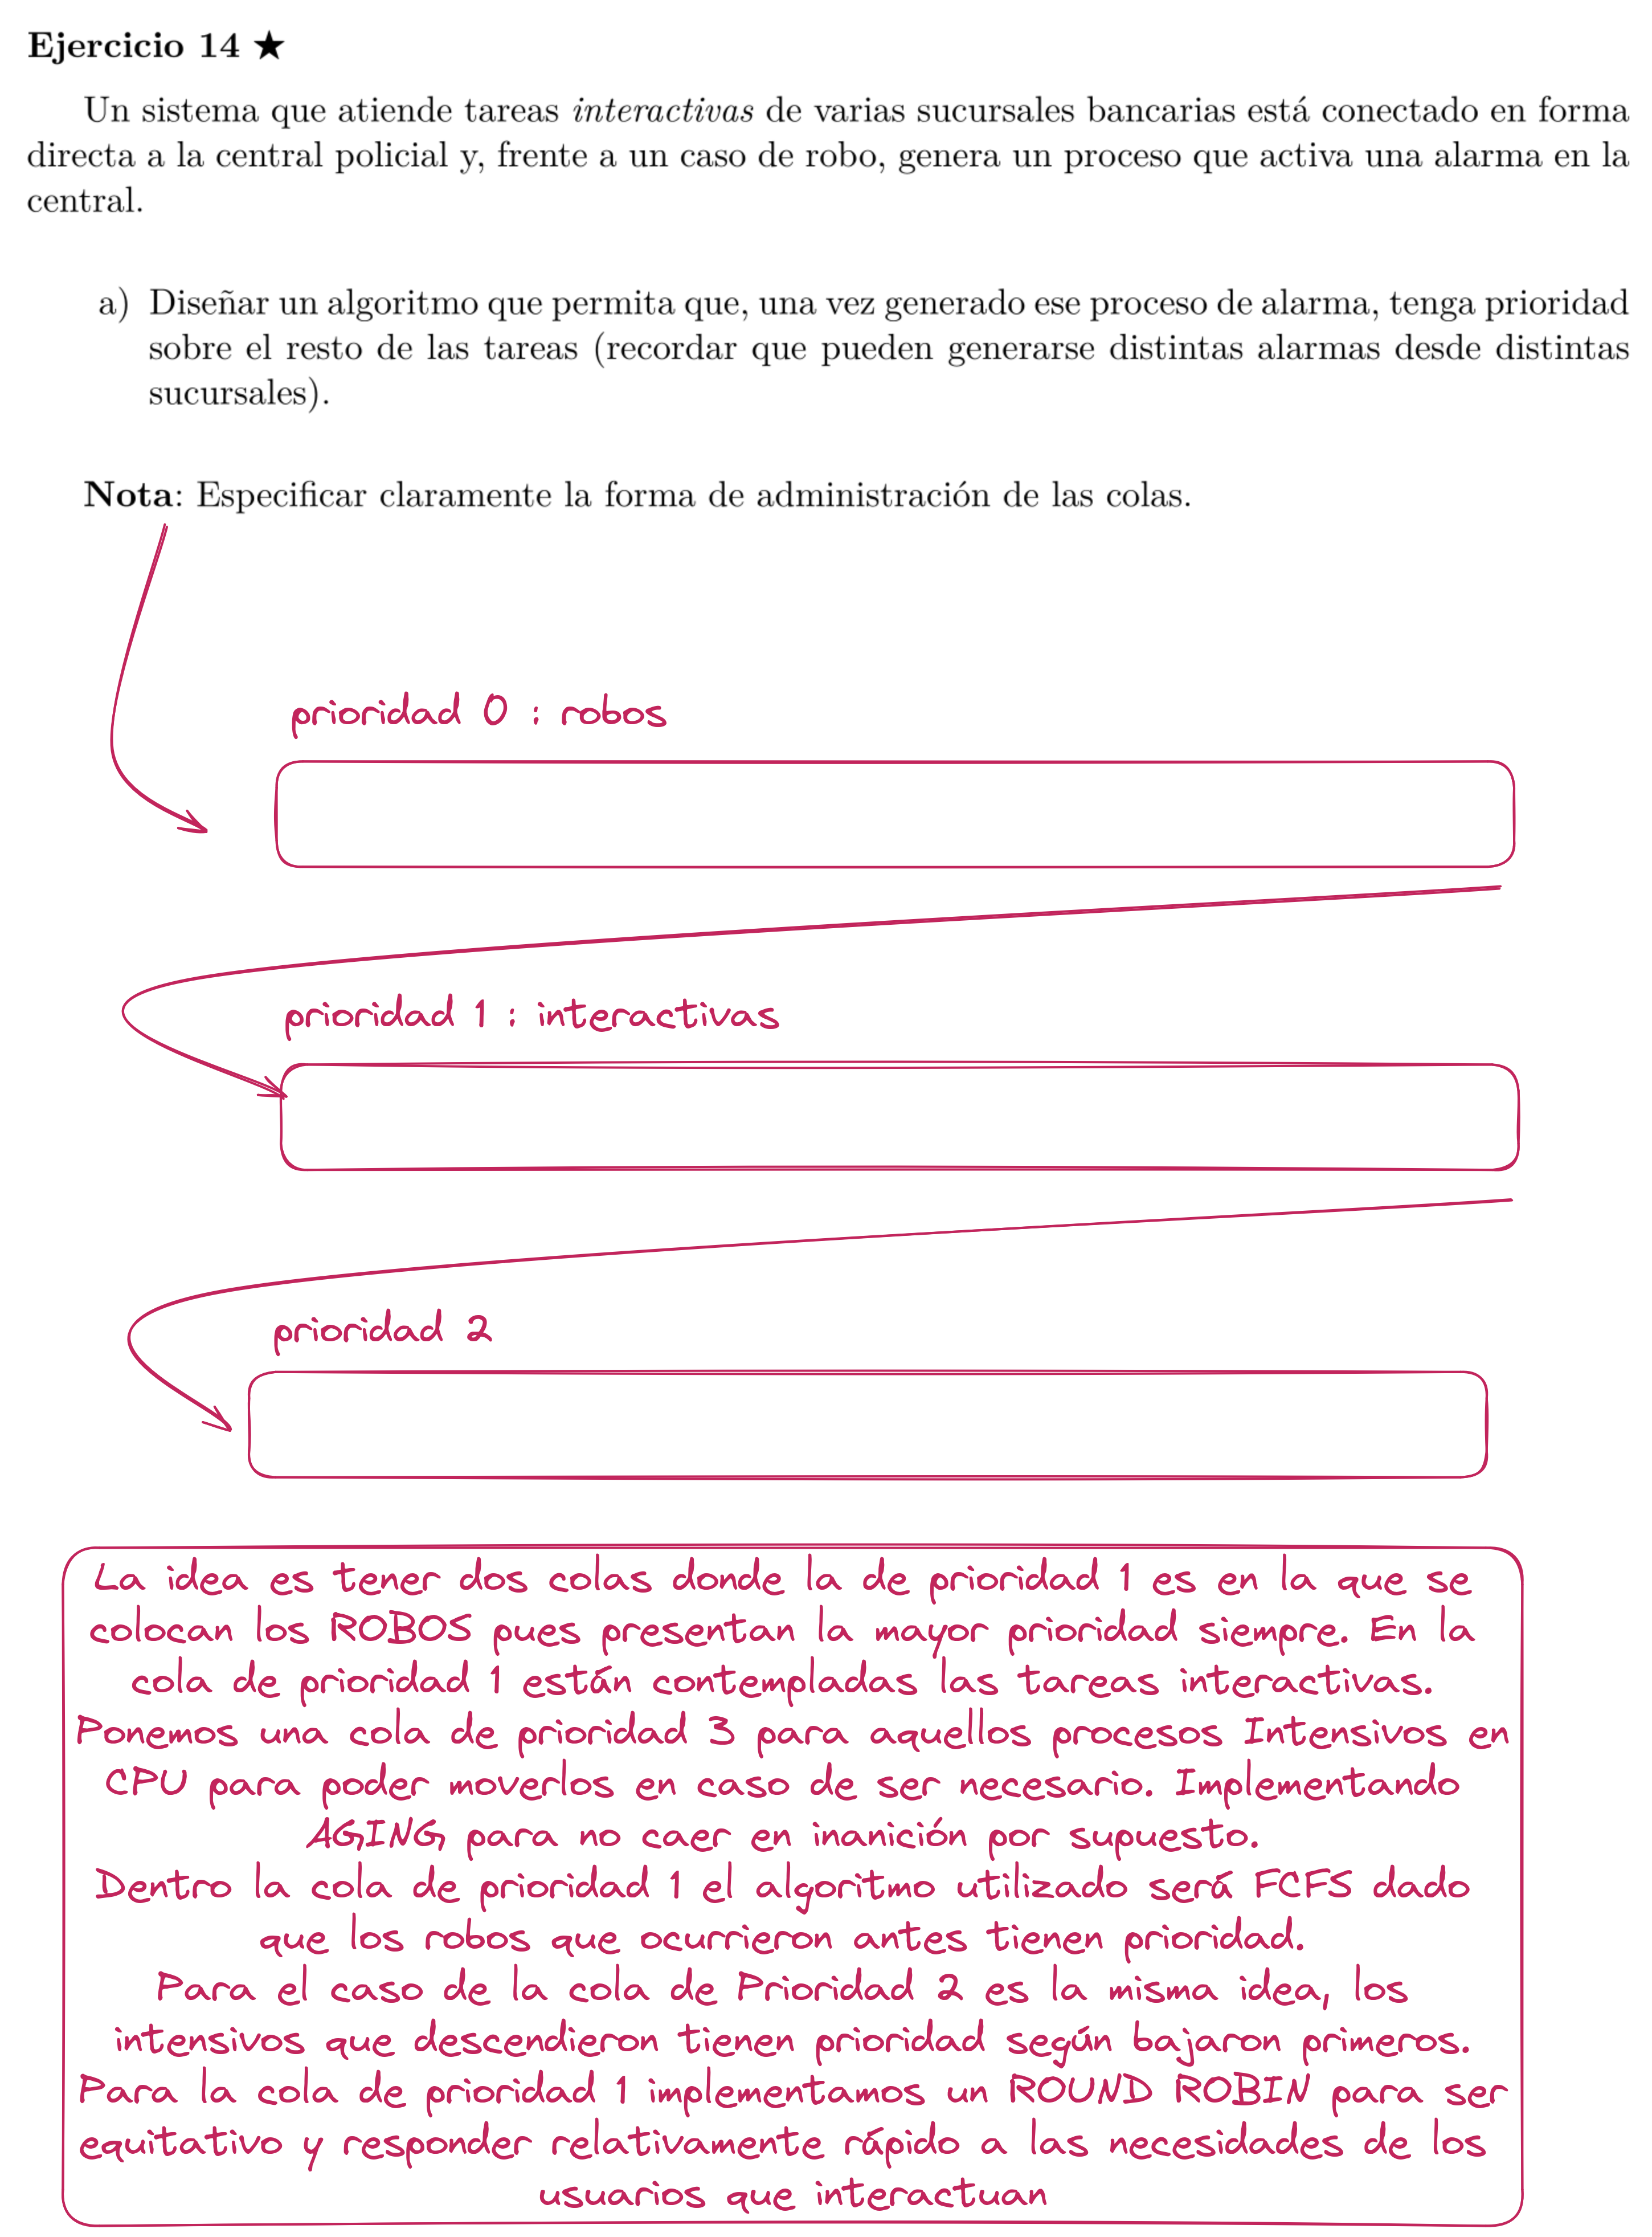 Ejercicio 14 ★
Un sistema que atiende tareas interactivas de varias sucursales bancarias está conectado en forma
directa a la central policial y, frente a un caso de robo, genera un proceso que activa una alarma en la
central.
a) Diseñar un algoritmo que permita que, una vez generado ese proceso de alarma, tenga prioridad
sobre el resto de las tareas (recordar que pueden generarse distintas alarmas desde distintas
sucursales).
Nota: Especificar claramente la forma de administración de las colas.
prioridad 0 : robos
prioridad 1 : interactivas
prioridad 2
La idea es tener dos colas donde la de prioridad 1 es en la que se
colocan los ROBOS pues presentan la mayor prioridad siempre. En la
cola de prioridad 1 están contempladas las tareas interactivas.
Ponemos una cola de prioridad 3 para aquellos procesos Intensivos en
CPU para poder moverlos en caso de ser necesario. Implementando
AGING para no caer en inanición por supuesto.
Dentro la cola de prioridad 1 el algoritmo utilizado será FCFS dado
que los robos que ocurrieron antes tienen prioridad.
Para el caso de la cola de Prioridad 2 es la misma idea, los
intensivos que descendieron tienen prioridad según bajaron primeros.
Para la cola de prioridad 1 implementamos un ROUND ROBIN para ser
equitativo y responder relativamente rápido a las necesidades de los
usuarios que interactuan